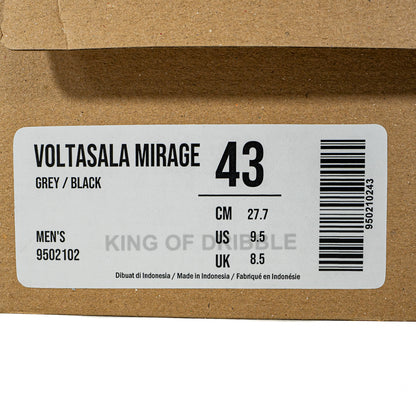 VOLTASALA MIRAGE
GREY / BLACK
43
CM 27.7
US 9.5
UK 8.5
MEN'S
9502102
KING OF DRIBBLE
Dibuat di Indonesia / Made in Indonesia / Fabriqué en Indonésie
950210243